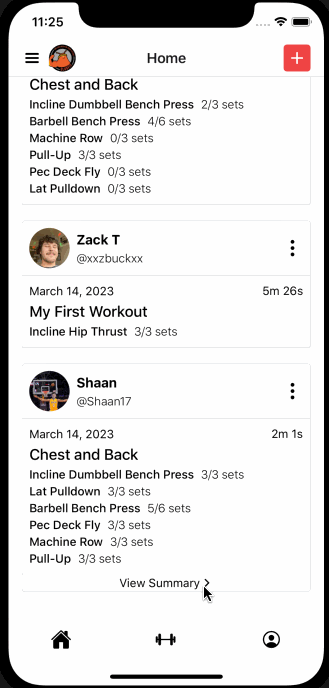 11:25
Home
Chest and Back
Incline Dumbbell Bench Press 2/3 sets
Barbell Bench Press 4/6 sets
Machine Row 0/3 sets
Pull-Up 3/3 sets
Pec Deck Fly 0/3 sets
Lat Pulldown 0/3 sets
Zack T
@xxzbuckxx
March 14, 2023 5m 26s
My First Workout
Incline Hip Thrust 3/3 sets
Shaan
@Shaan17
March 14, 2023 2m 1s
Chest and Back
Incline Dumbbell Bench Press 3/3 sets
Lat Pulldown 3/3 sets
Barbell Bench Press 5/6 sets
Pec Deck Fly 3/3 sets
Machine Row 3/3 sets
Pull-Up 3/3 sets
View Summary